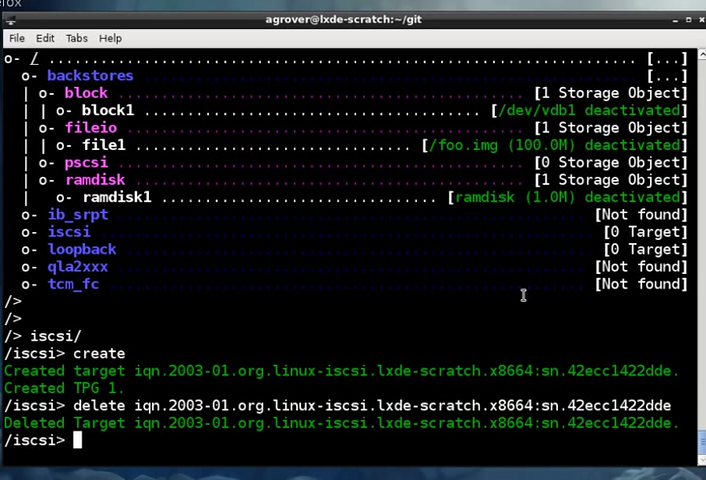 agrover@lxde-scratch:~/git
File Edit Tabs Help
o- / ...................................................................... [...]
o- backstores ........................................................... [...]
| o- block ............................................... [1 Storage Object]
| | o- block1 ....................................... [/dev/vdb1 deactivated]
| o- fileio .............................................. [1 Storage Object]
| | o- file1 ................................ [/foo.img (100.0M) deactivated]
| o- pscsi ............................................... [0 Storage Object]
| o- ramdisk ............................................. [1 Storage Object]
| o- ramdisk1 ................................ [ramdisk (1.0M) deactivated]
o- ib_srpt ........................................................ [Not found]
o- iscsi ........................................................... [0 Target]
o- loopback ........................................................ [0 Target]
o- qla2xxx ........................................................ [Not found]
o- tcm_fc ......................................................... [Not found]
/>
/>
/> iscsi/
/iscsi> create
Created target iqn.2003-01.org.linux-iscsi.lxde-scratch.x8664:sn.42ecc1422dde.
Created TPG 1.
/iscsi> delete iqn.2003-01.org.linux-iscsi.lxde-scratch.x8664:sn.42ecc1422dde
Deleted Target iqn.2003-01.org.linux-iscsi.lxde-scratch.x8664:sn.42ecc1422dde.
/iscsi>